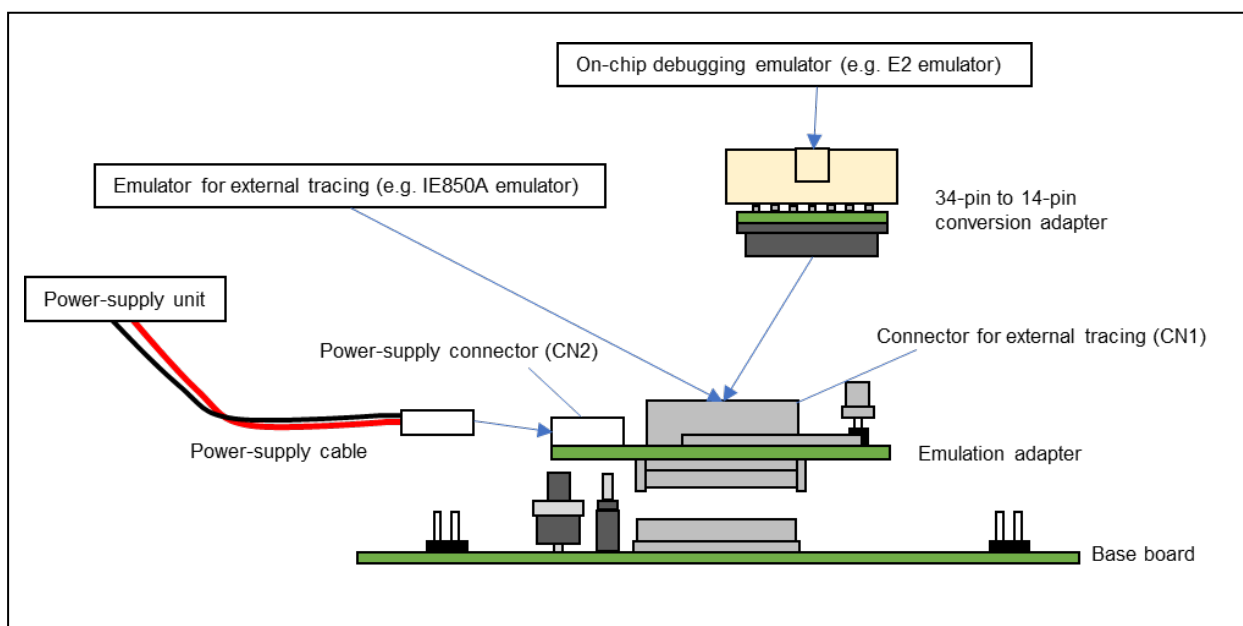 On-chip debugging emulator (e.g. E2 emulator)
Emulator for external tracing (e.g. IE850A emulator)
34-pin to 14-pin
conversion adapter
Power-supply unit
Power-supply connector (CN2)
Connector for external tracing (CN1)
Power-supply cable
Emulation adapter
Base board